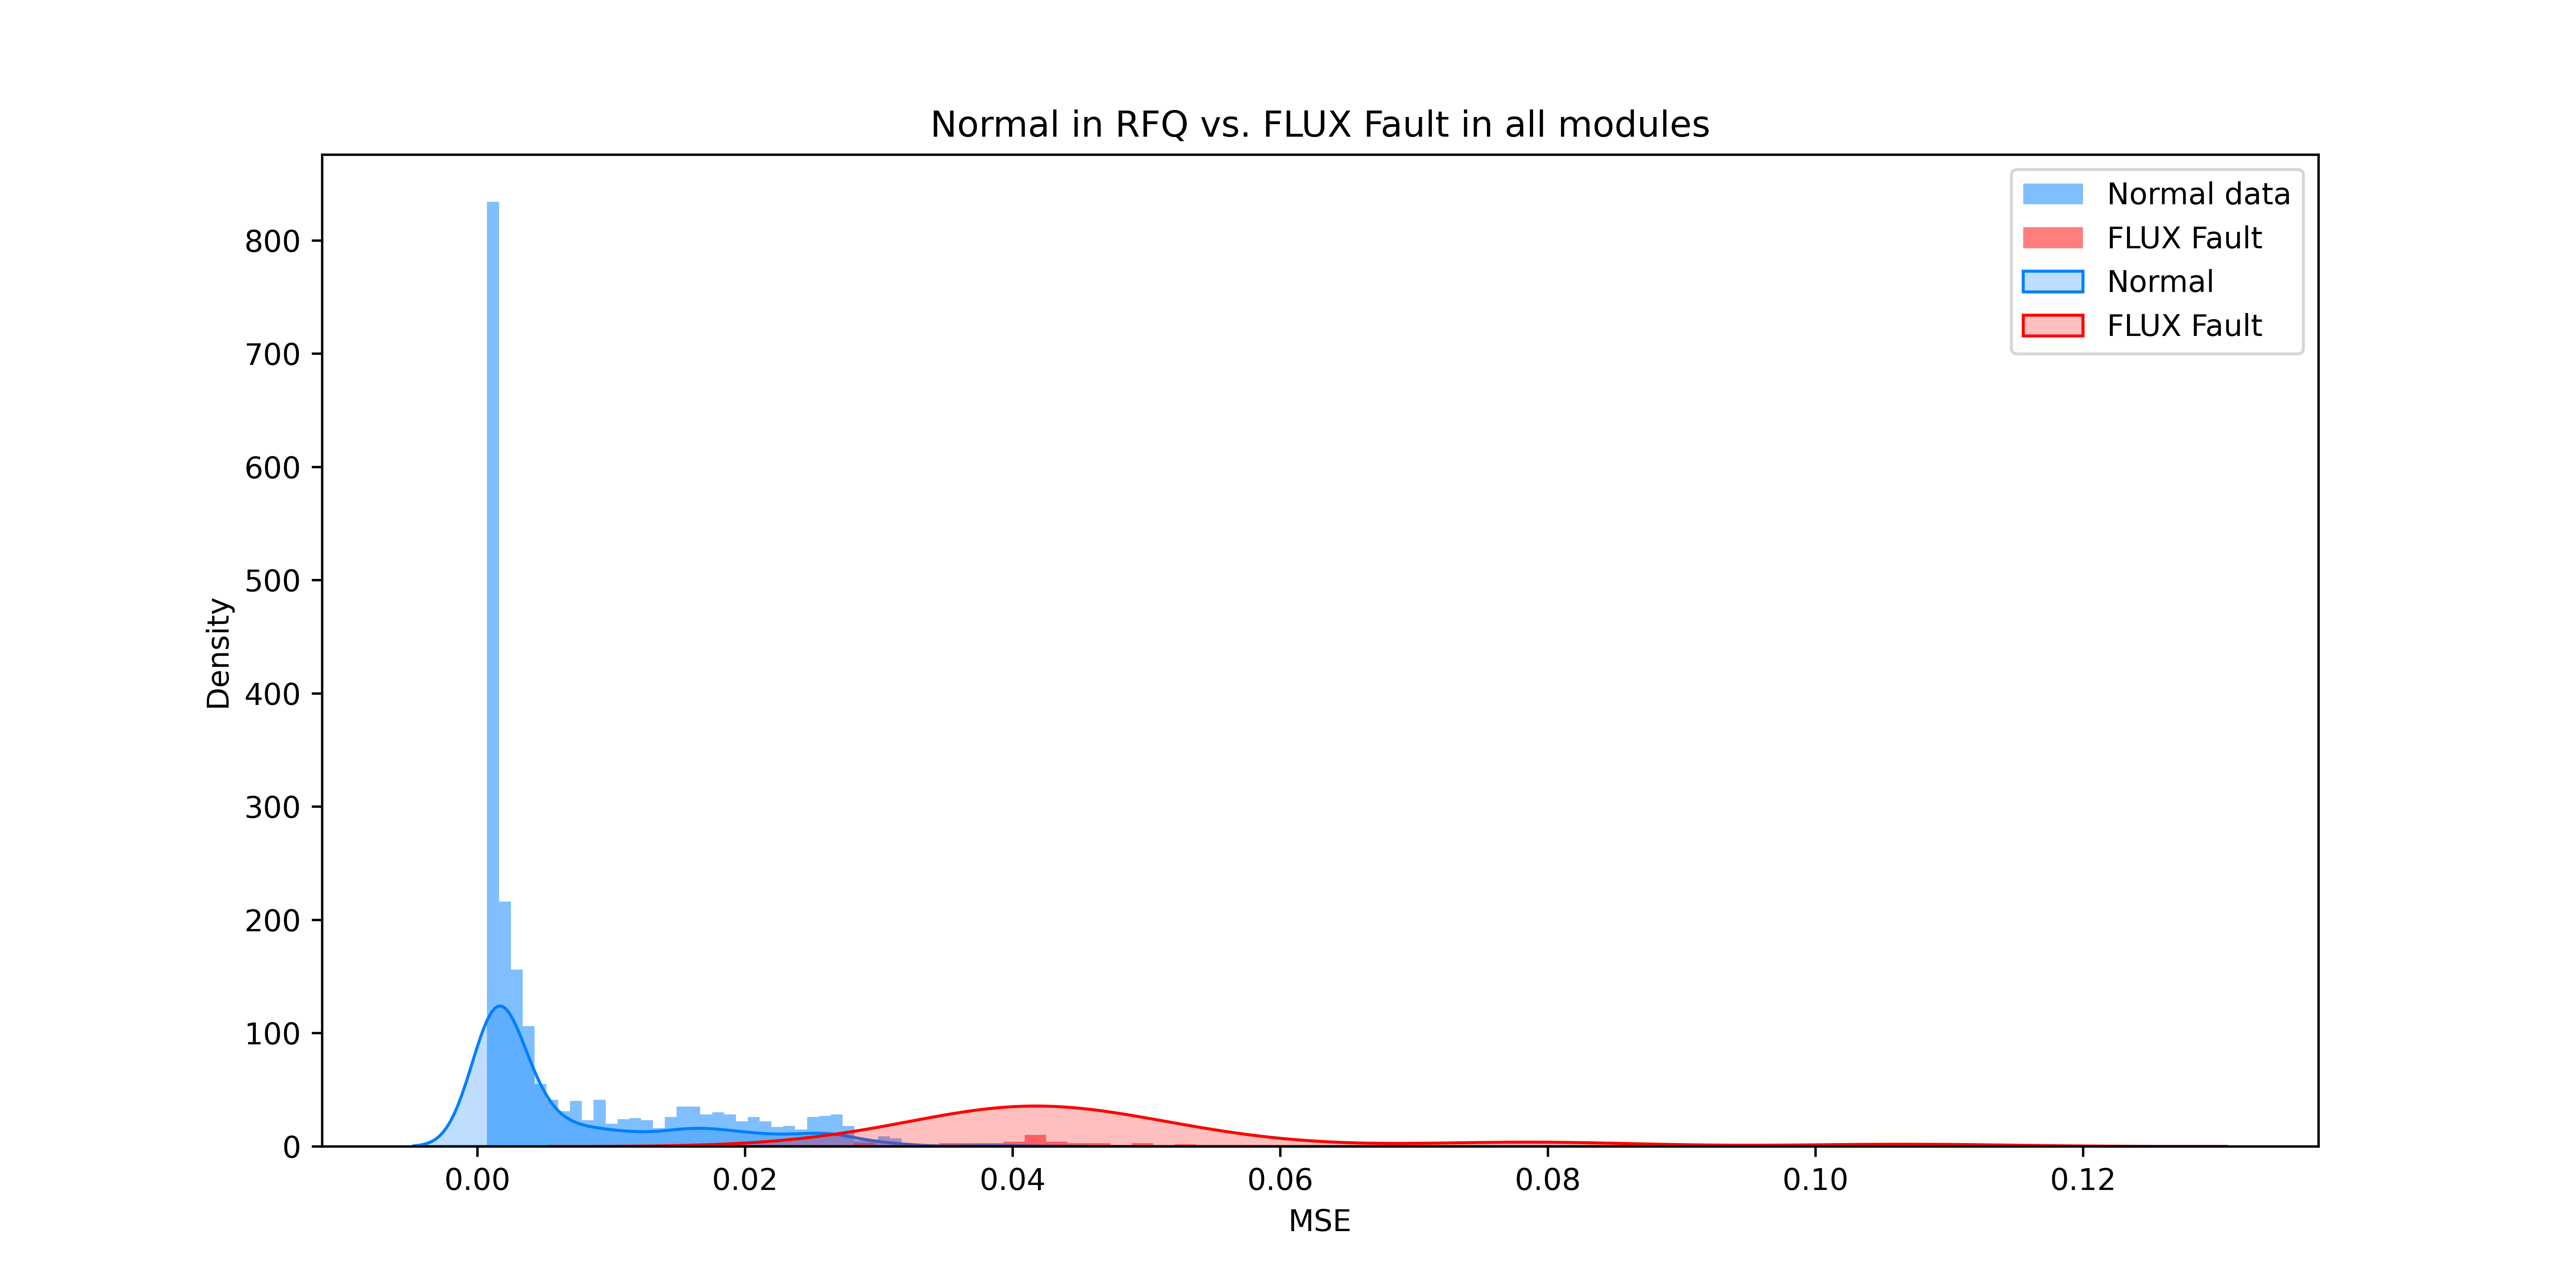 Normal in RFQ vs. FLUX Fault in all modules
Normal data
FLUX Fault
Normal
FLUX Fault
Density
800
700
600
500
400
300
200
100
0
0.00 0.02 0.04 0.06 0.08 0.10 0.12
MSE